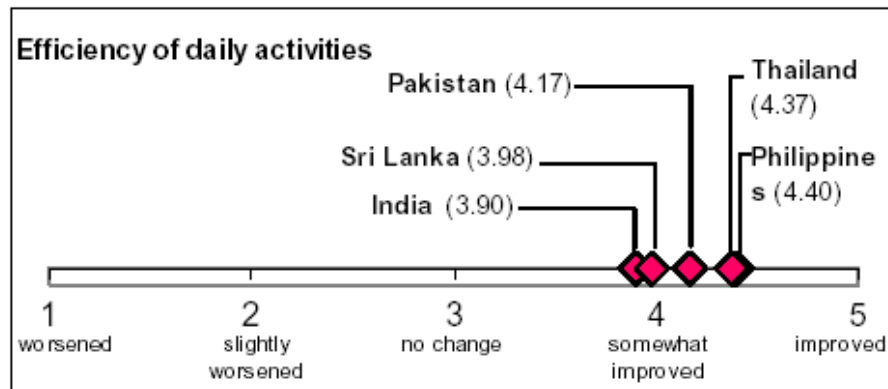 Efficiency of daily activities
Pakistan (4.17)
Thailand
(4.37)
Sri Lanka (3.98)
Philippine
s (4.40)
India (3.90)
1 2 3 4 5
worsened slightly no change somewhat improved
worsened improved